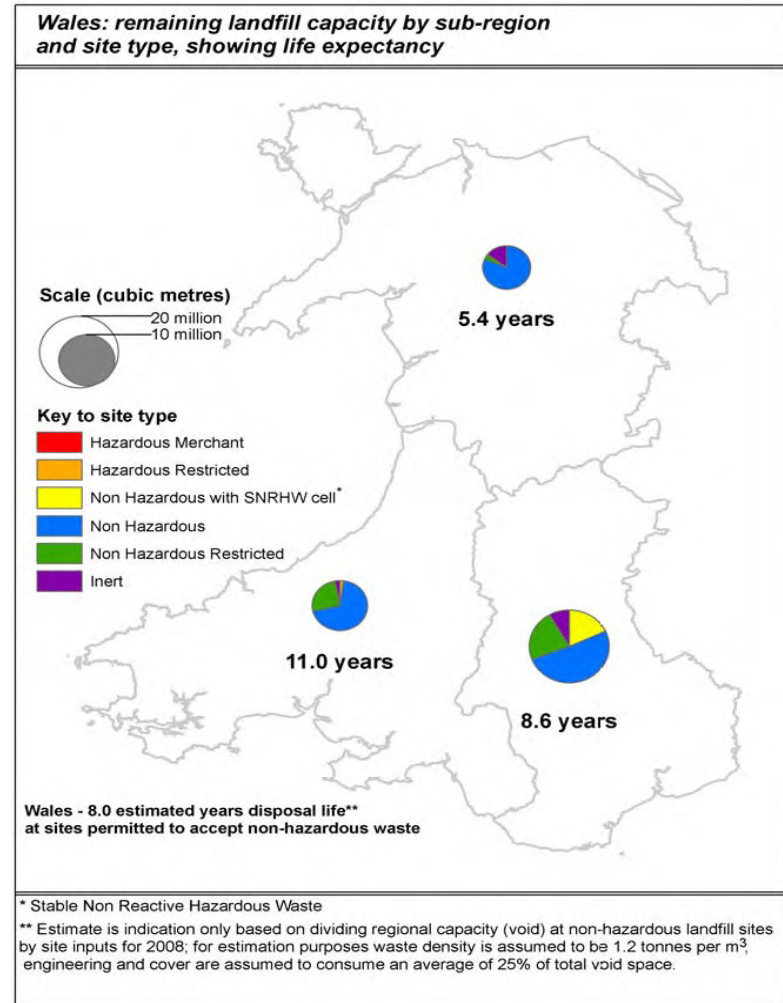 Wales: remaining landfill capacity by sub-region
and site type, showing life expectancy
5.4 years
Scale (cubic metres)
20 million
10 million
Key to site type
Hazardous Merchant
Hazardous Restricted
Non Hazardous with SNRHW cell*
Non Hazardous
Non Hazardous Restricted
Inert
11.0 years
8.6 years
Wales - 8.0 estimated years disposal life**
at sites permitted to accept non-hazardous waste
* Stable Non Reactive Hazardous Waste
** Estimate is indication only based on dividing regional capacity (void) at non-hazardous landfill sites
by site inputs for 2008; for estimation purposes waste density is assumed to be 1.2 tonnes per m³,
engineering and cover are assumed to consume an average of 25% of total void space.